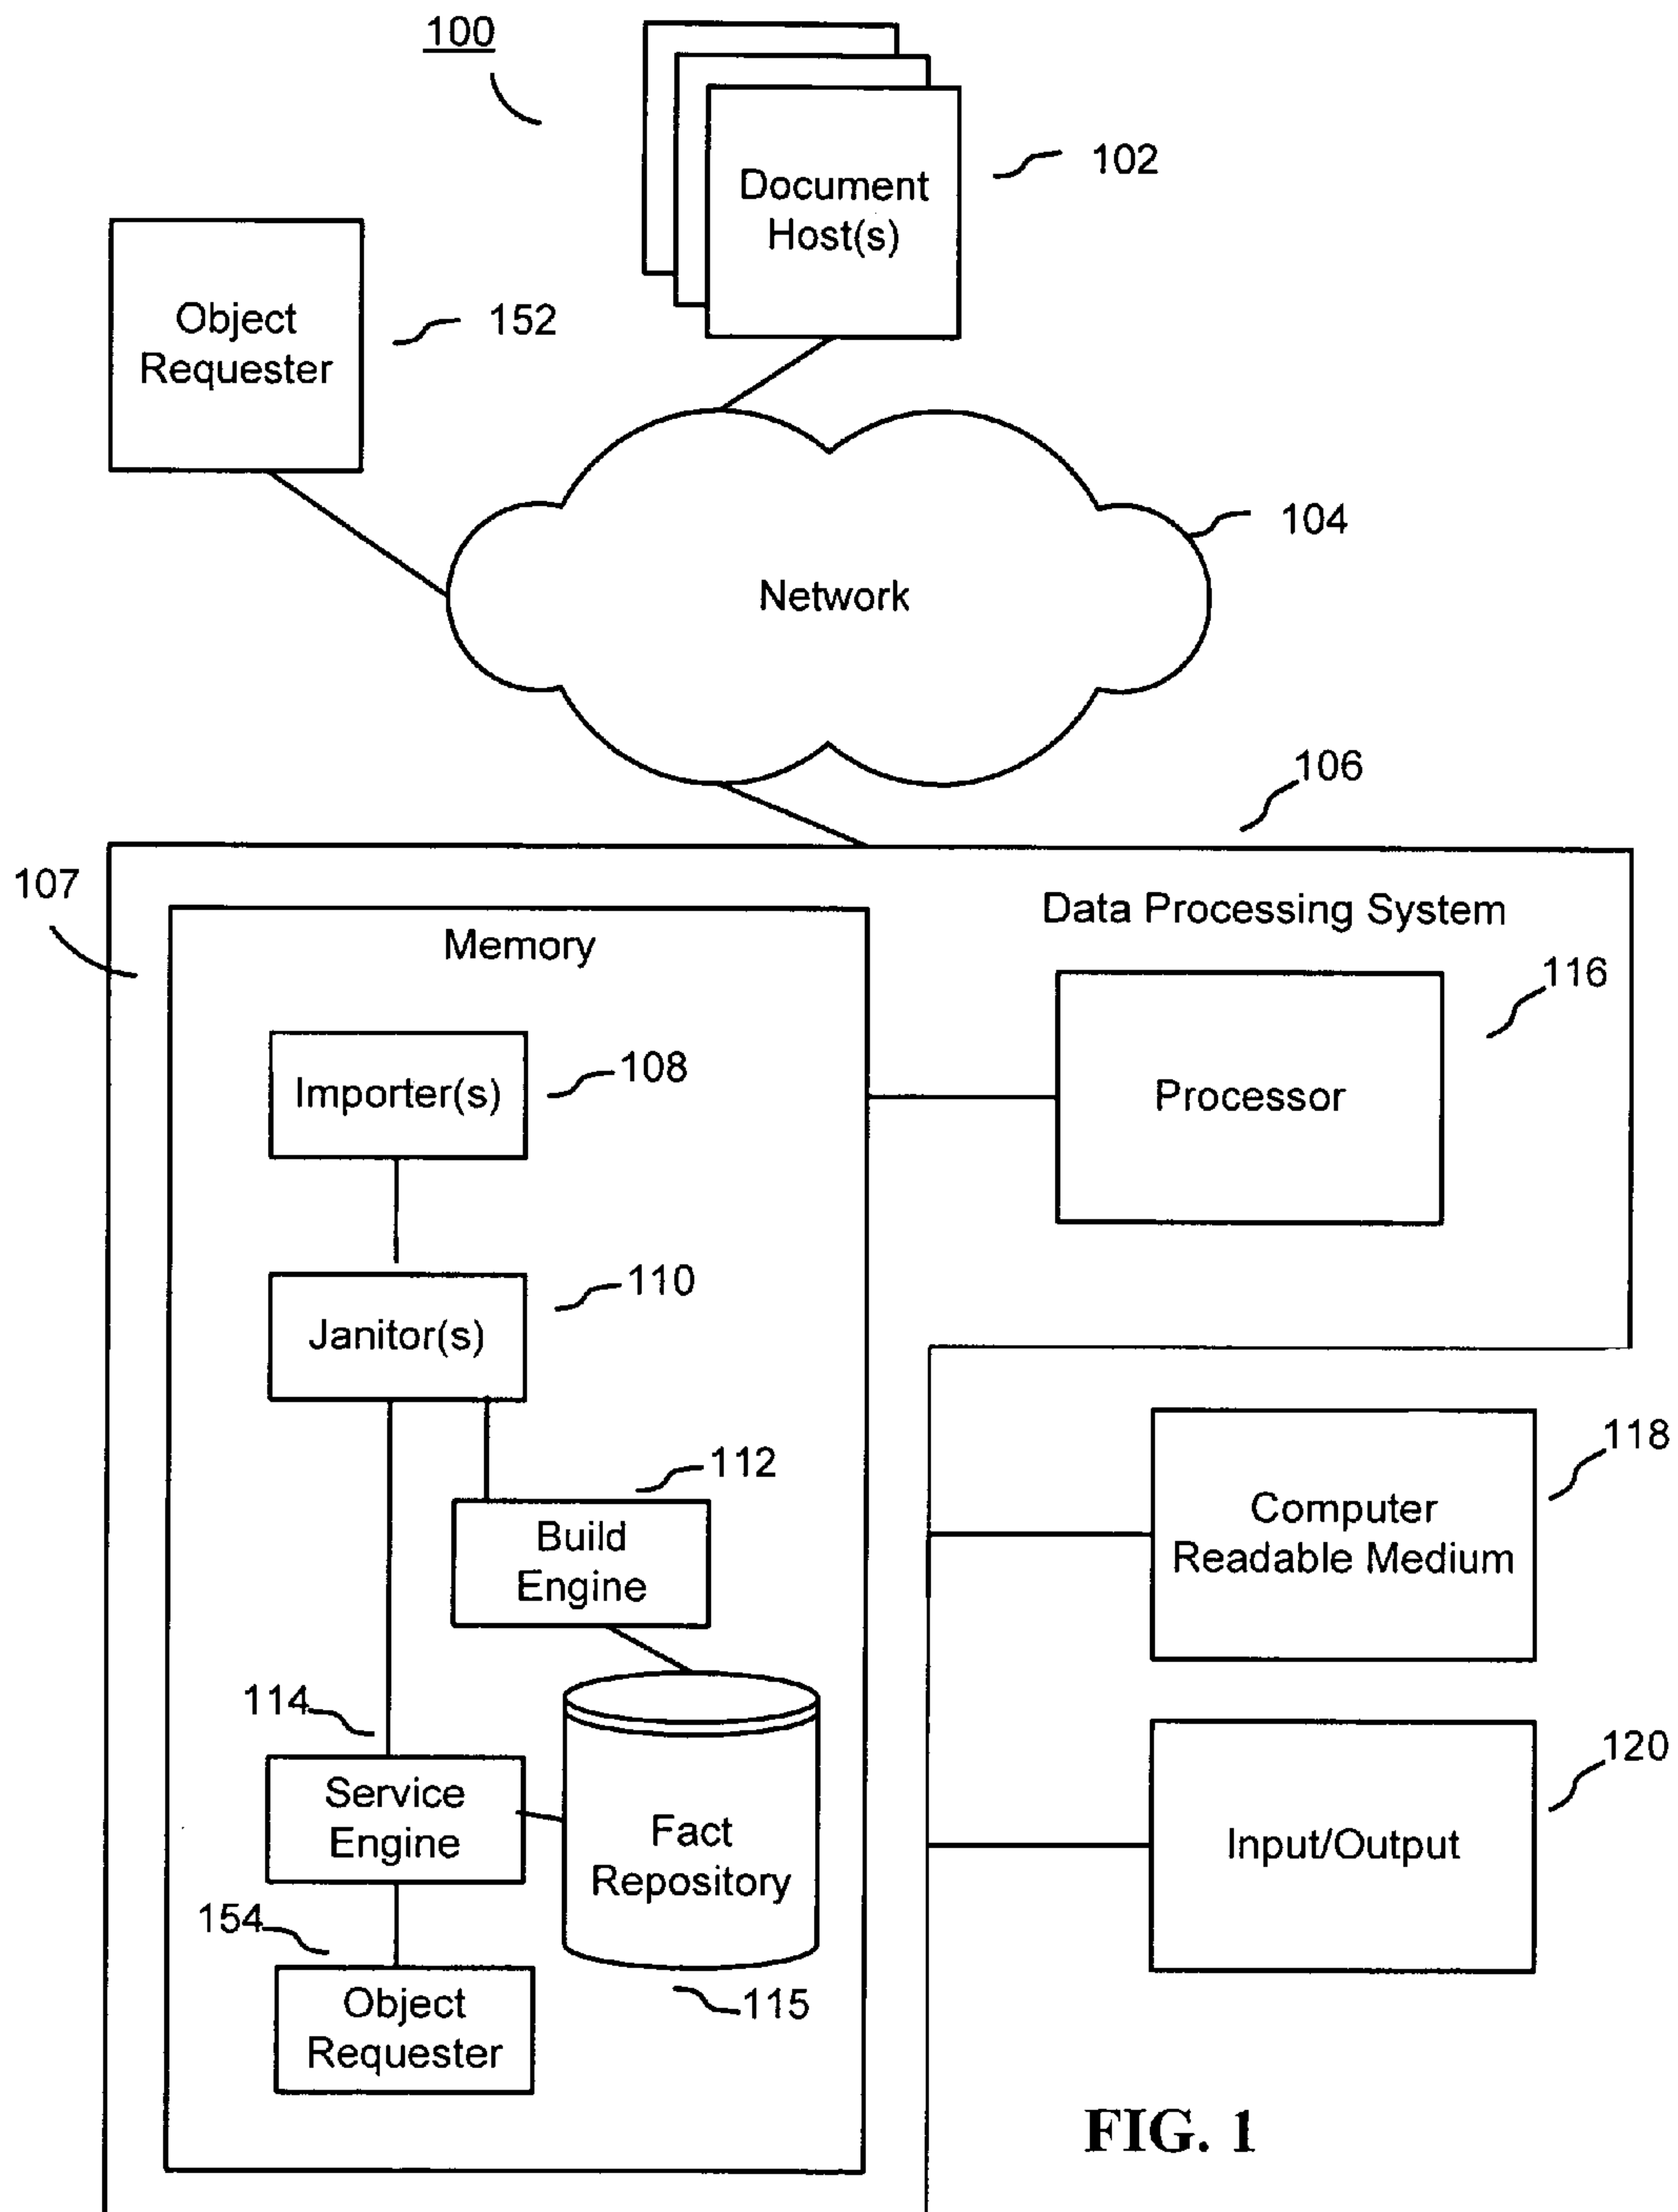 100
Document
Host(s)
102
Object
Requester
152
104
Network
106
107
Data Processing System
Memory
116
Importer(s)
108
Processor
110
Janitor(s)
118
112
Computer
Readable Medium
Build
Engine
114
120
Service
Engine
Fact
Repository
Input/Output
154
115
Object
Requester
FIG. 1